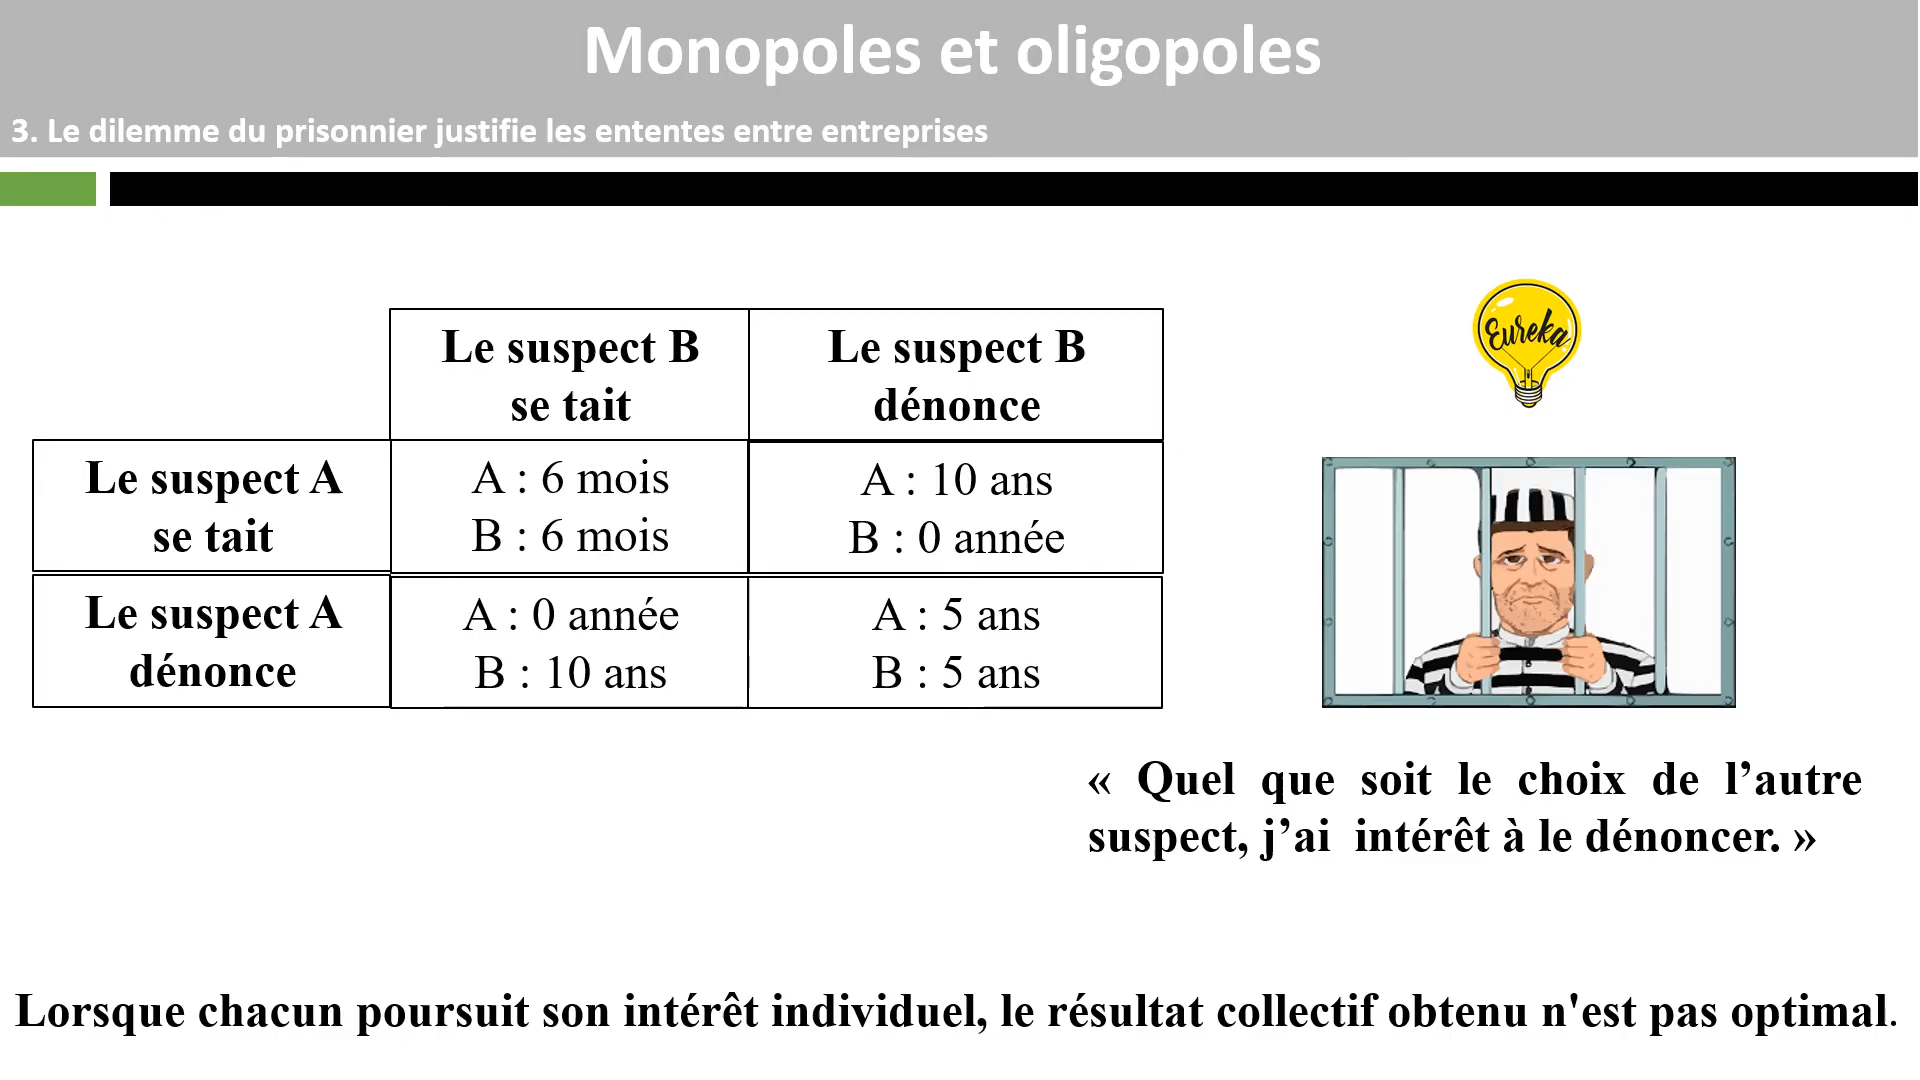 Monopoles et oligopoles
3. Le dilemme du prisonnier justifie les ententes entre entreprises
Le suspect B
se tait
Le suspect B
dénonce
Le suspect A
se tait
A : 6 mois
B : 6 mois
A : 10 ans
B : 0 année
Le suspect A
dénonce
A : 0 année
B : 10 ans
A : 5 ans
B : 5 ans
Eureka
« Quel que soit le choix de l’autre
suspect, j’ai intérêt à le dénoncer. »
Lorsque chacun poursuit son intérêt individuel, le résultat collectif obtenu n'est pas optimal.